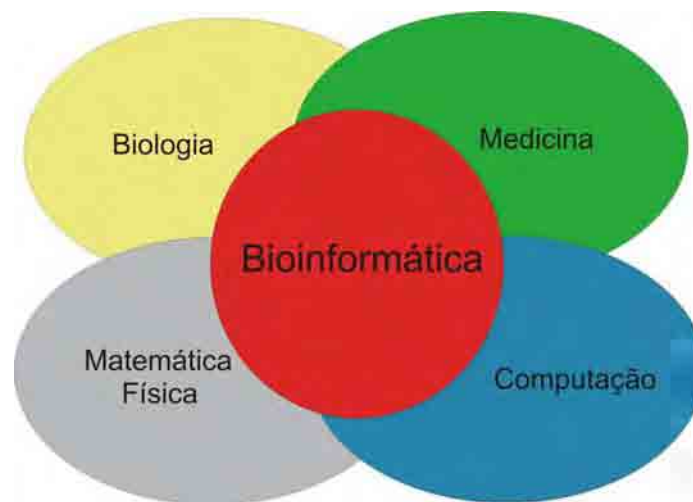 Biologia
Medicina
Bioinformática
Matemática
Física
Computação